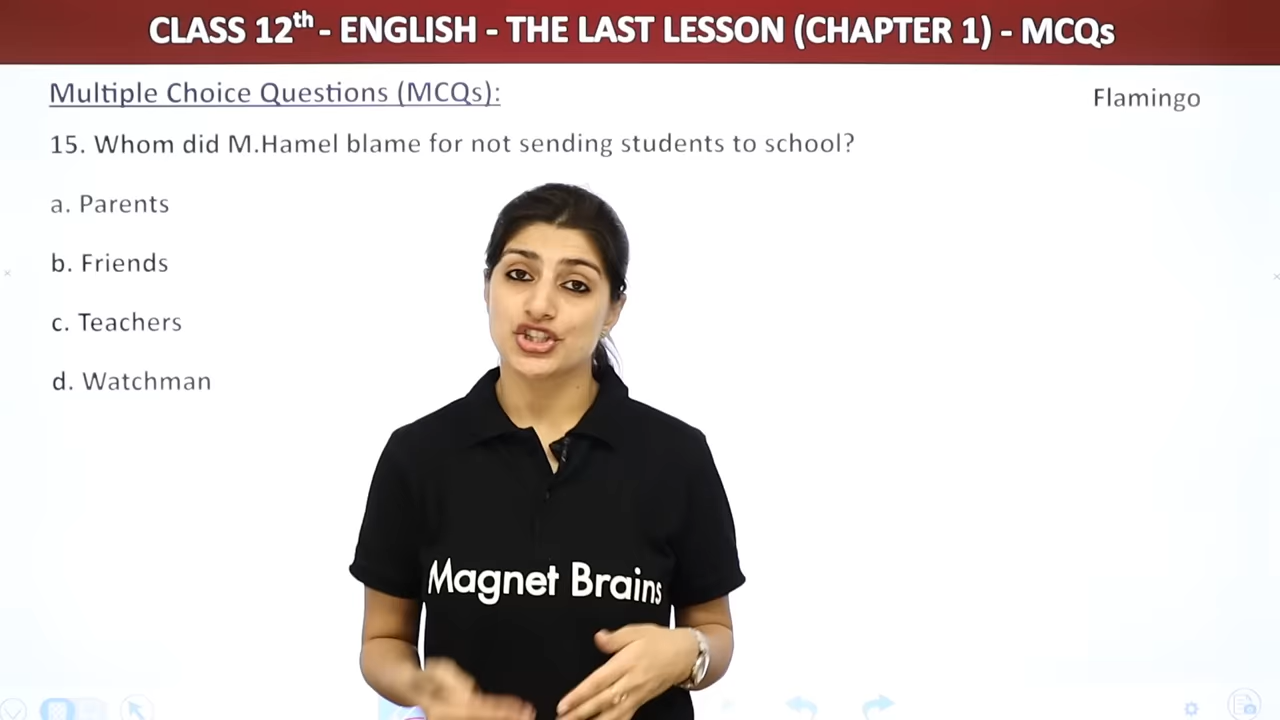 CLASS 12th - ENGLISH - THE LAST LESSON (CHAPTER 1) - MCQs
Multiple Choice Questions (MCQs):
Flamingo
15. Whom did M.Hamel blame for not sending students to school?
a. Parents
b. Friends
c. Teachers
d. Watchman
Magnet Brains